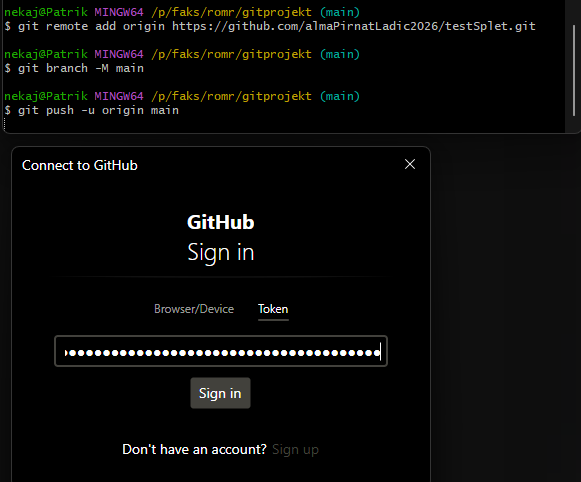 nekaj@Patrik MINGW64 /p/faks/romr/gitprojekt (main)
$ git remote add origin https://github.com/almaPirnatLadic2026/testSplet.git
nekaj@Patrik MINGW64 /p/faks/romr/gitprojekt (main)
$ git branch -M main
nekaj@Patrik MINGW64 /p/faks/romr/gitprojekt (main)
$ git push -u origin main
Connect to GitHub
GitHub
Sign in
Browser/Device Token
Sign in
Don't have an account? Sign up